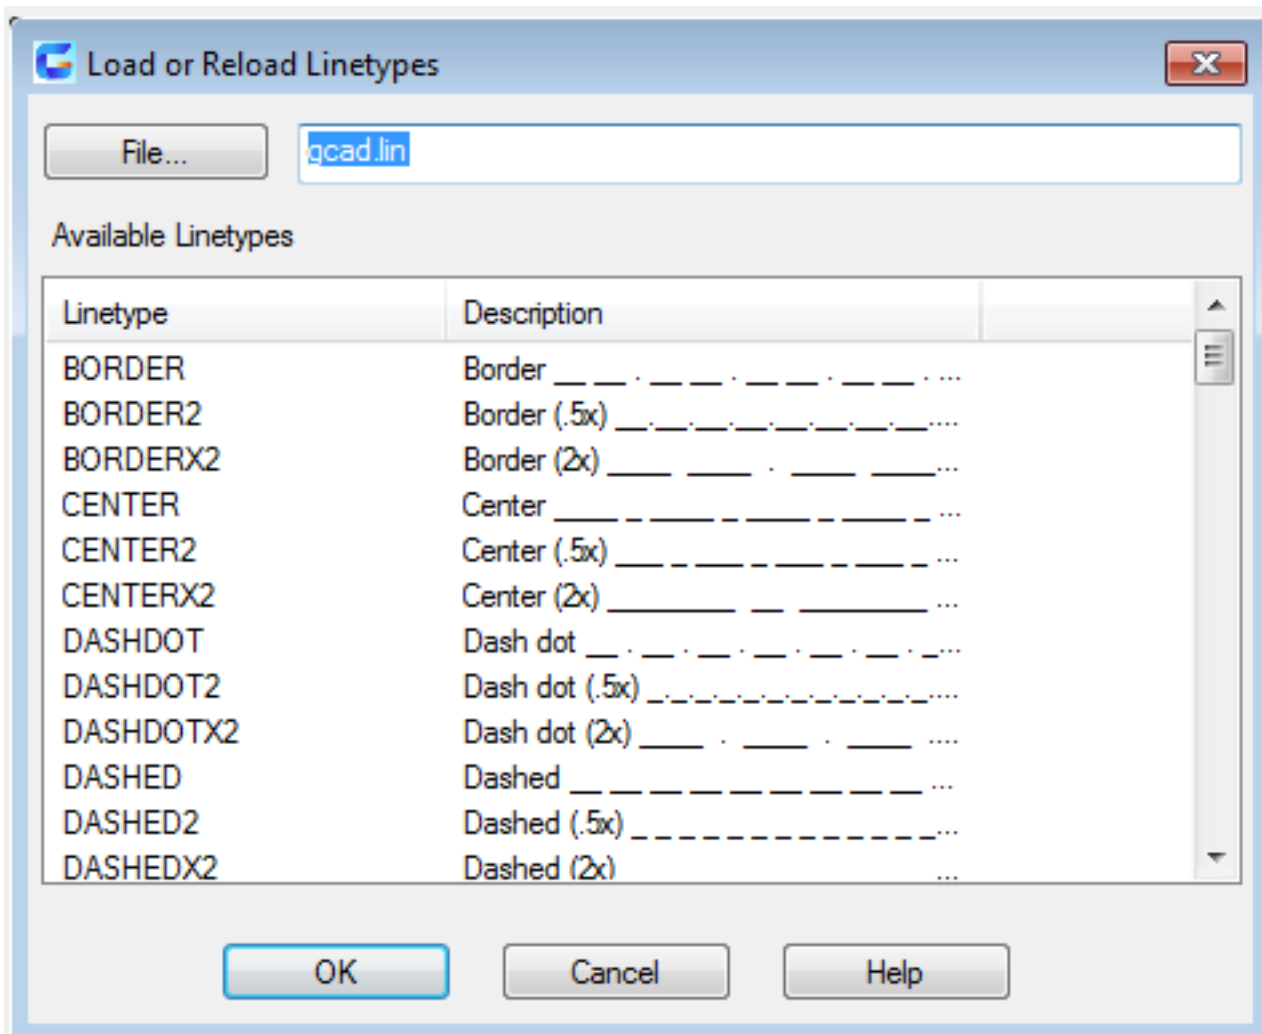 Load or Reload Linetypes
File...
gcad.lin
Available Linetypes
Linetype Description
BORDER Border __ __ . __ __ . __ __ . __ __ . ...
BORDER2 Border (.5x) __.__.__.__.__.__.__....
BORDERX2 Border (2x) ____ ____ . ____ ____...
CENTER Center ____ _ ____ _ ____ _ ____ _ ...
CENTER2 Center (.5x) ___ _ ___ _ ___ _ ___ _ ...
CENTERX2 Center (2x) ________ __ ________ ...
DASHDOT Dash dot __ . __ . __ . __ . __ . __ . _...
DASHDOT2 Dash dot (.5x) _._._._._._._._._._._._....
DASHDOTX2 Dash dot (2x) ____ . ____ . ____ ....
DASHED Dashed __ __ __ __ __ __ __ __ __ ...
DASHED2 Dashed (.5x) _ _ _ _ _ _ _ _ _ _ _ _ _...
DASHEDX2 Dashed (2x) ...
OK Cancel Help